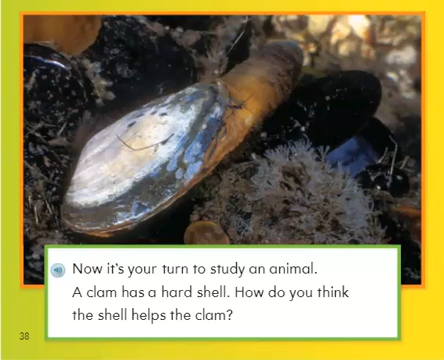 Now it's your turn to study an animal.
A clam has a hard shell. How do you think
the shell helps the clam?
38